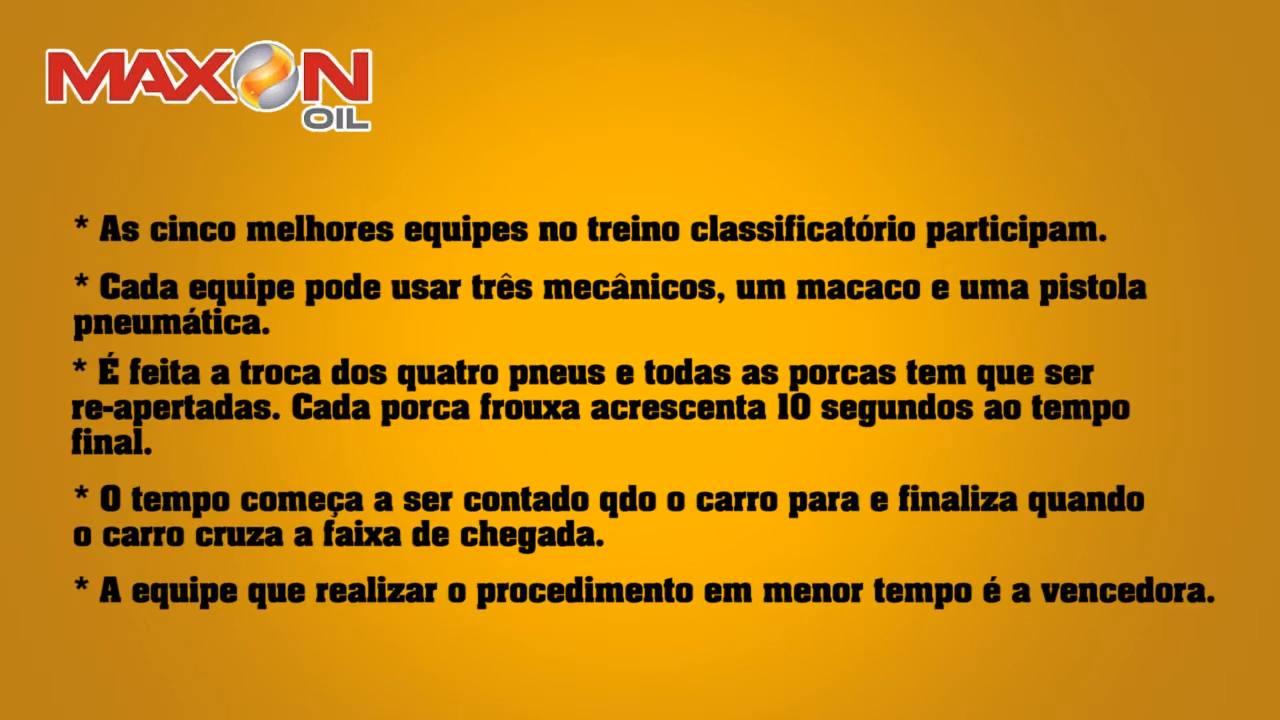 MAXON
OIL
* As cinco melhores equipes no treino classificatório participam.
* Cada equipe pode usar três mecânicos, um macaco e uma pistola
pneumática.
* É feita a troca dos quatro pneus e todas as porcas tem que ser
re-apertadas. Cada porca frouxa acrescenta 10 segundos ao tempo
final.
* O tempo começa a ser contado qdo o carro para e finaliza quando
o carro cruza a faixa de chegada.
* A equipe que realizar o procedimento em menor tempo é a vencedora.